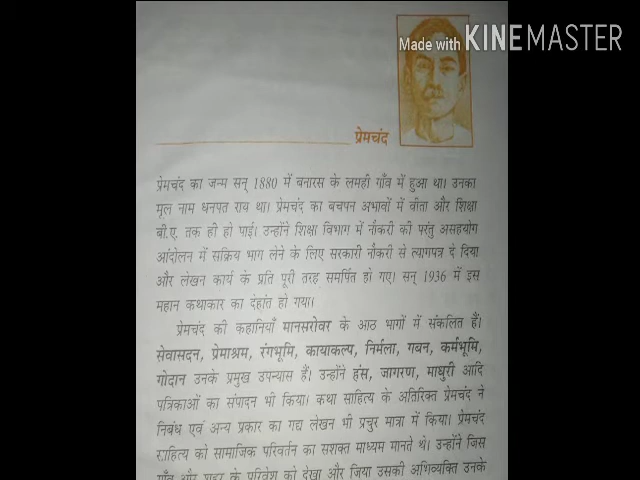 Made with KINEMASTER
प्रेमचंद
प्रेमचंद का जन्म सन् 1880 में बनारस के लमही गाँव में हुआ था। उनका
मूल नाम धनपत राय था। प्रेमचंद का बचपन अभावों में बीता और शिक्षा
बी.ए. तक ही हो पाई। उन्होंने शिक्षा विभाग में नौकरी की परंतु असहयोग
आंदोलन में सक्रिय भाग लेने के लिए सरकारी नौकरी से त्यागपत्र दे दिया
और लेखन कार्य के प्रति पूरी तरह समर्पित हो गए। सन् 1936 में इस
महान कथाकार का देहांत हो गया।
प्रेमचंद की कहानियाँ मानसरोवर के आठ भागों में संकलित हैं।
सेवासदन, प्रेमाश्रम, रंगभूमि, कायाकल्प, निर्मला, गबन, कर्मभूमि,
गोदान उनके प्रमुख उपन्यास हैं। उन्होंने हंस, जागरण, माधुरी आदि
पत्रिकाओं का संपादन भी किया। कथा साहित्य के अतिरिक्त प्रेमचंद ने
निबंध एवं अन्य प्रकार का गद्य लेखन भी प्रचुर मात्रा में किया। प्रेमचंद
साहित्य को सामाजिक परिवर्तन का सशक्त माध्यम मानते थे। उन्होंने जिस
गाँव और शहर के परिवेश को देखा और जिया उसकी अभिव्यक्ति उनके